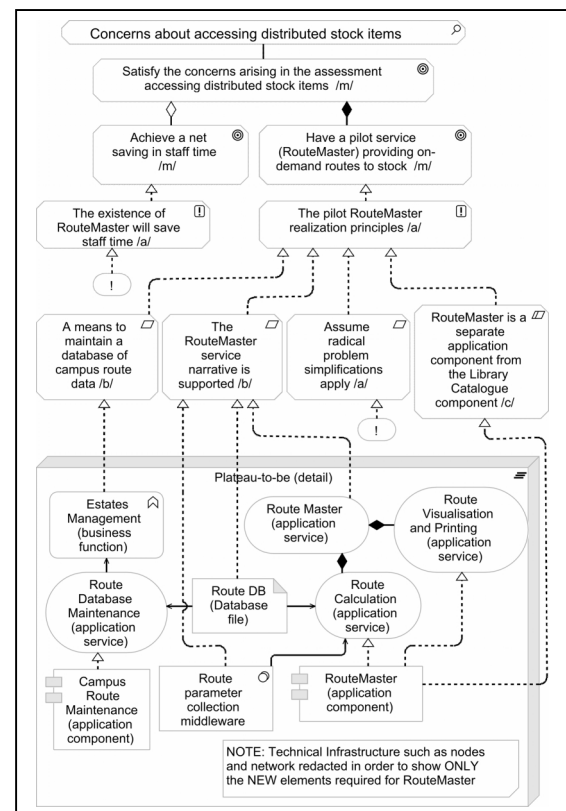 Concerns about accessing distributed stock items
Satisfy the concerns arising in the assessment
accessing distributed stock items /m/
Achieve a net
saving in staff time
/m/
Have a pilot service
(RouteMaster) providing on-
demand routes to stock /m/
The existence of
RouteMaster will save
staff time /a/
!
The pilot RouteMaster
realization principles /a/
!
!
A means to
maintain a
database of
campus route
data /b/
The
RouteMaster
service
narrative is
supported /b/
Assume
radical
problem
simplifications
apply /a/
RouteMaster is a
separate
application
component from
the Library
Catalogue
component /c/
!
Plateau-to-be (detail)
Estates
Management
(business
function)
Route Master
(application
service)
Route
Visualisation
and Printing
(application
service)
Route
Database
Maintenance
(application
service)
Route DB
(Database
file)
Route
Calculation
(application
service)
Campus
Route
Maintenance
(application
component)
Route
parameter
collection
middleware
RouteMaster
(application
component)
NOTE: Technical Infrastructure such as nodes
and network redacted in order to show ONLY
the NEW elements required for RouteMaster